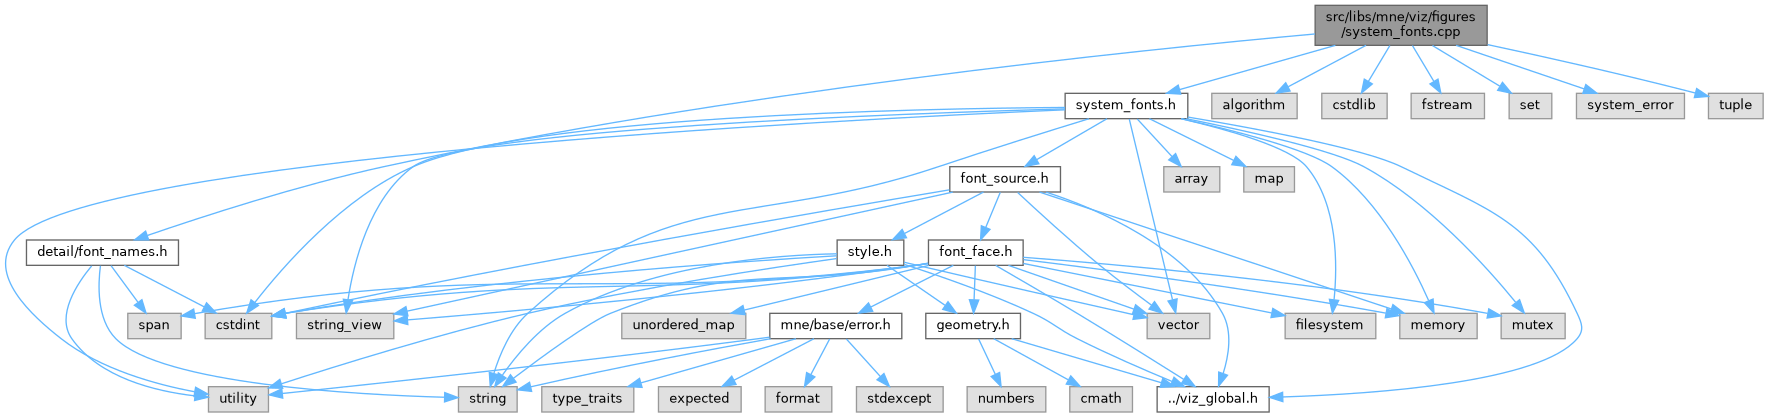 src/libs/mne/viz/figures
/system_fonts.cpp
system_fonts.h
algorithm
cstdlib
fstream
set
system_error
tuple
font_source.h
array
map
detail/font_names.h
style.h
font_face.h
span
cstdint
string_view
unordered_map
mne/base/error.h
geometry.h
vector
filesystem
memory
mutex
utility
string
type_traits
expected
format
stdexcept
numbers
cmath
../viz_global.h